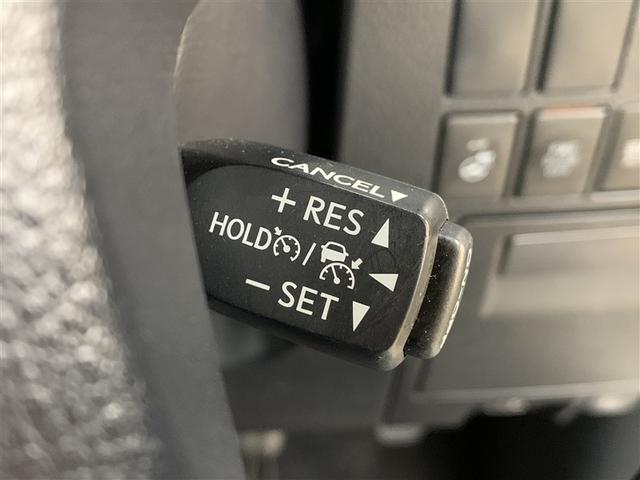 CANCEL
+ RES
HOLD /
− SET